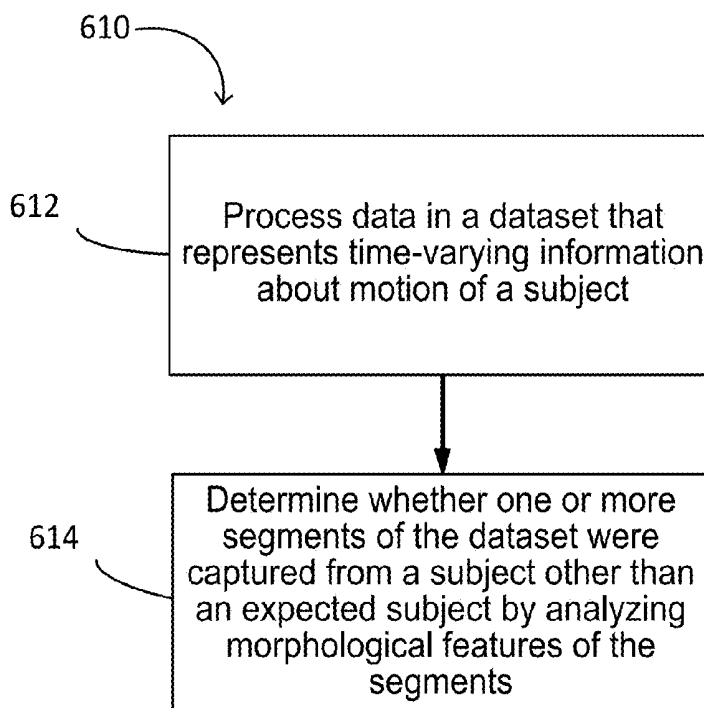 610
612
Process data in a dataset that
represents time-varying information
about motion of a subject
614
Determine whether one or more
segments of the dataset were
captured from a subject other than
an expected subject by analyzing
morphological features of the
segments